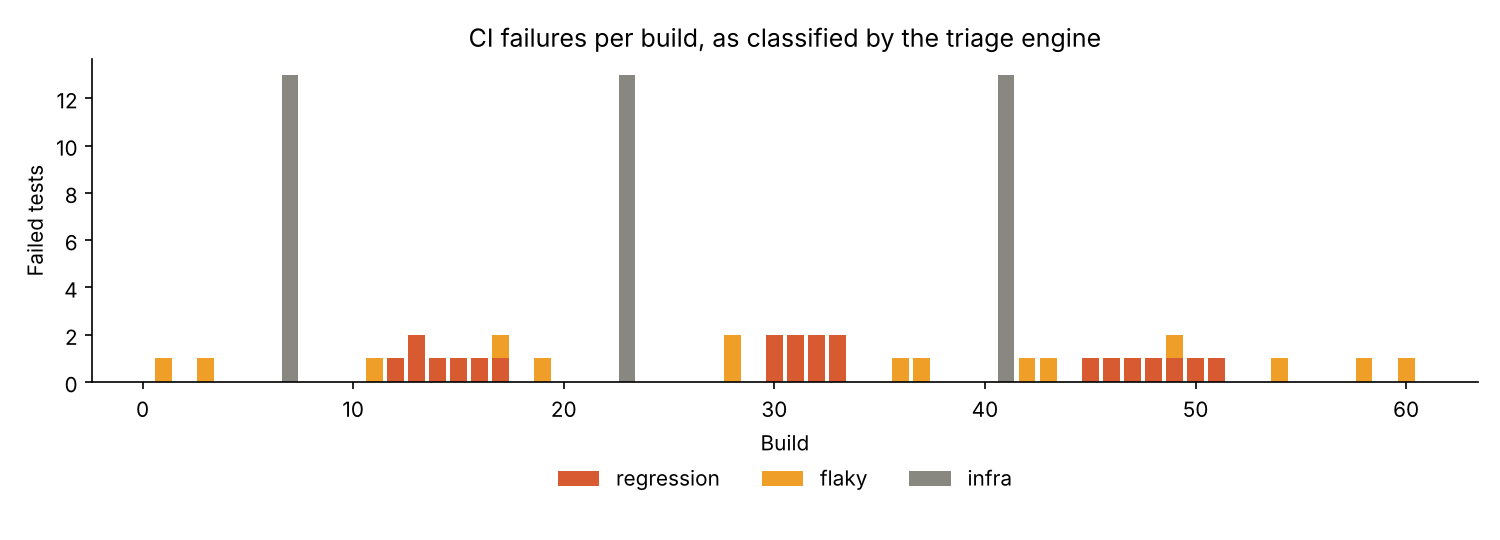 CI failures per build, as classified by the triage engine
Failed tests
12
10
8
6
4
2
0
0 10 20 30 40 50 60
Build
regression flaky infra